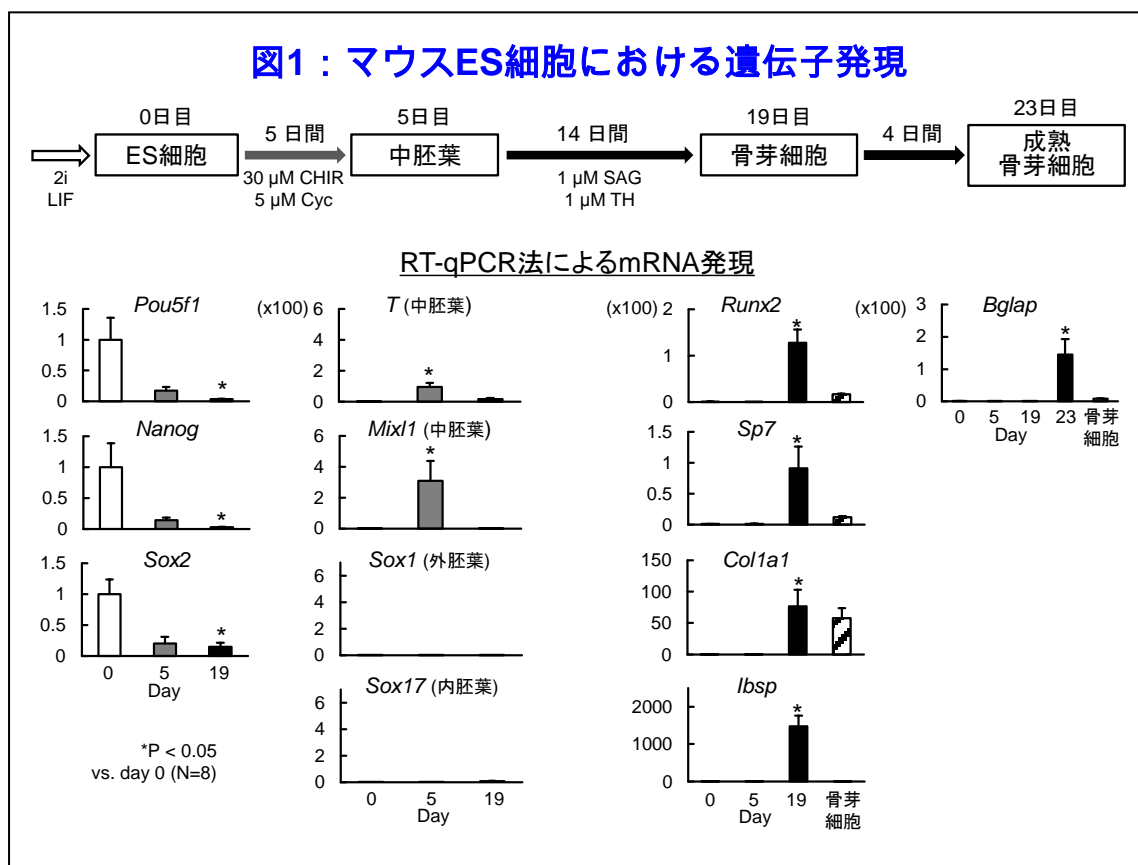 図1：マウスES細胞における遺伝子発現
0日目
5日目
19日目
23日目
ES細胞
5 日間
中胚葉
14 日間
骨芽細胞
4 日間
成熟
骨芽細胞
2i
LIF
30 µM CHIR
5 µM Cyc
1 µM SAG
1 µM TH
RT-qPCR法によるmRNA発現
Pou5f1
1.5
1
0.5
0
*
Nanog
1.5
1
0.5
0
*
Sox2
1.5
1
0.5
0
*
0 5 19
Day
*P < 0.05
vs. day 0 (N=8)
(x100)
T (中胚葉)
6
4
2
0
*
Mixl1 (中胚葉)
6
4
2
0
*
Sox1 (外胚葉)
6
4
2
0
Sox17 (内胚葉)
6
4
2
0
0 5 19
Day
(x100)
Runx2
2
1
0
*
Sp7
1.5
1
0.5
0
*
Col1a1
150
100
50
0
*
Ibsp
2000
1000
0
*
0 5 19 骨芽
細胞
Day
(x100)
Bglap
3
2
1
0
*
0 5 19 23 骨芽
細胞
Day